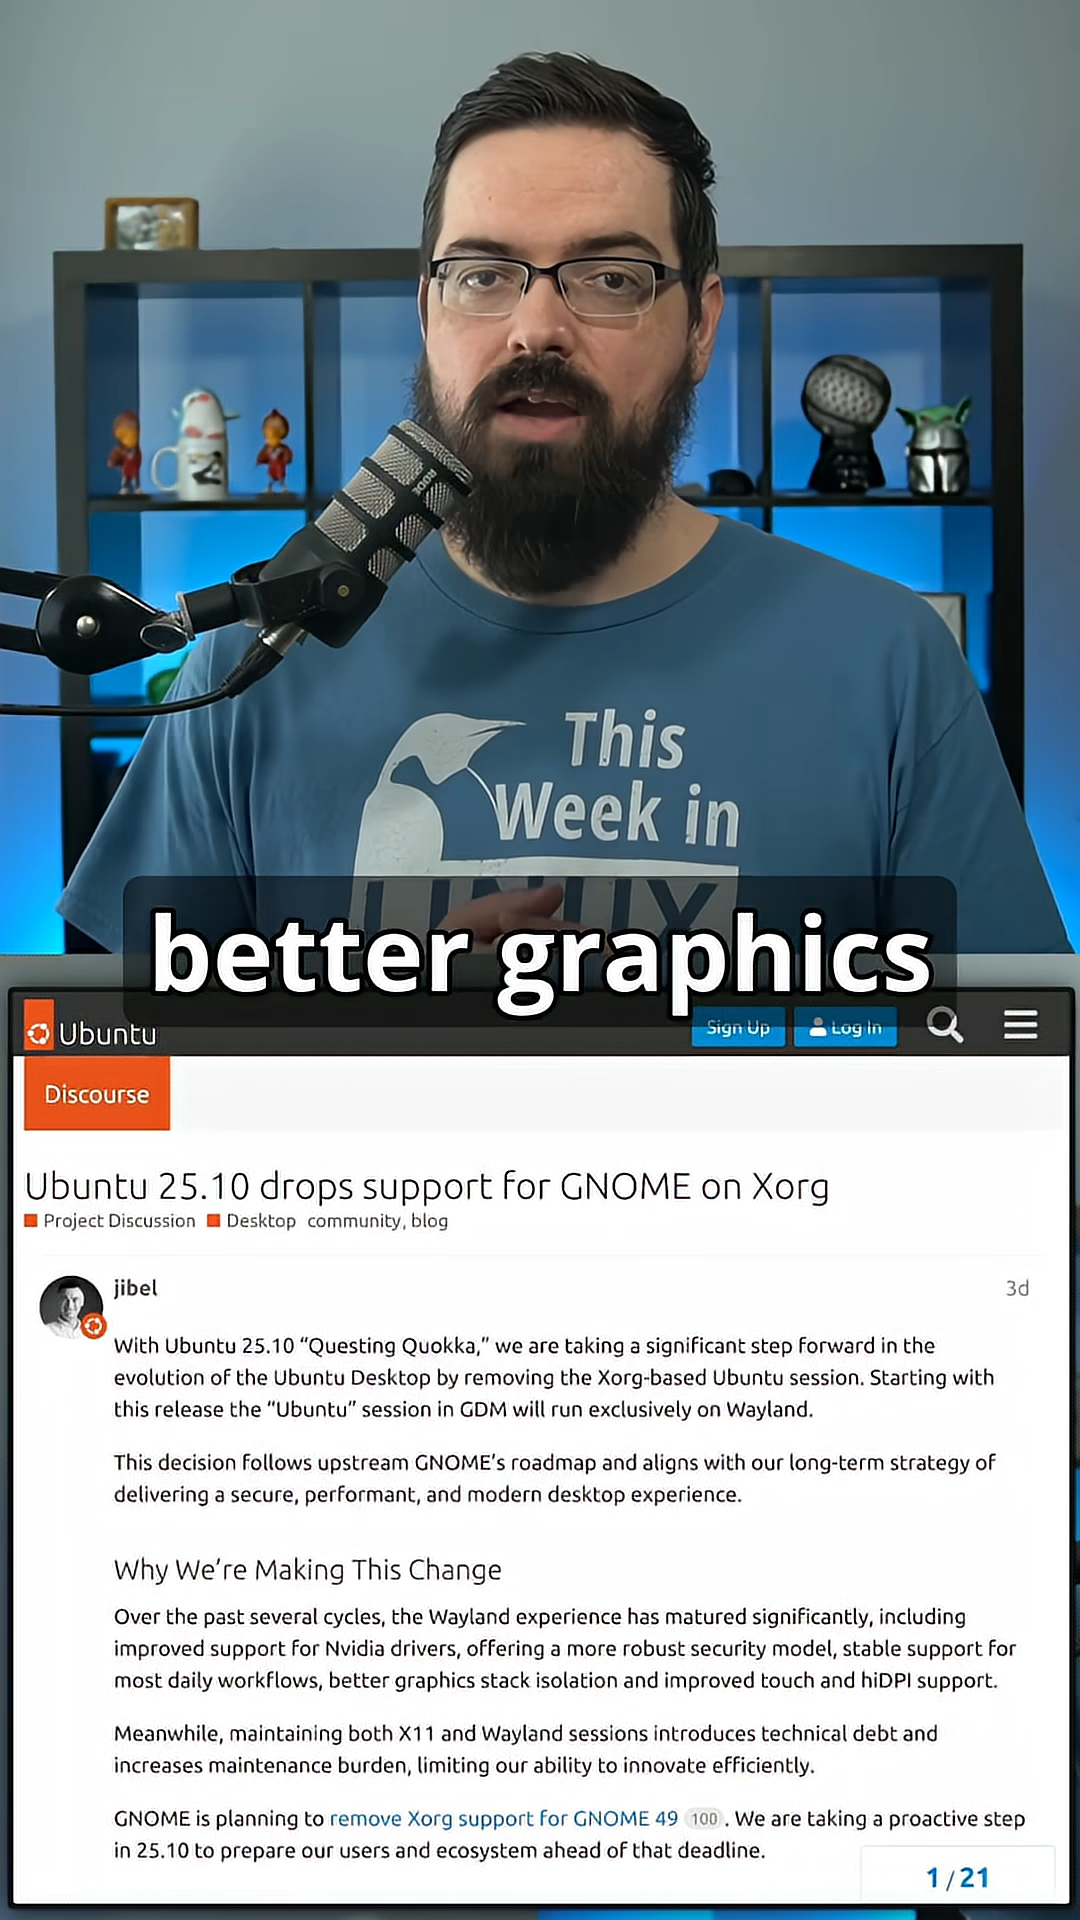 RODE
This
Week in
LINUX
better graphics
Ubuntu
Sign Up
Log In
Discourse
Ubuntu 25.10 drops support for GNOME on Xorg
Project Discussion Desktop community, blog
jibel
3d
With Ubuntu 25.10 “Questing Quokka,” we are taking a significant step forward in the
evolution of the Ubuntu Desktop by removing the Xorg-based Ubuntu session. Starting with
this release the “Ubuntu” session in GDM will run exclusively on Wayland.
This decision follows upstream GNOME’s roadmap and aligns with our long-term strategy of
delivering a secure, performant, and modern desktop experience.
Why We’re Making This Change
Over the past several cycles, the Wayland experience has matured significantly, including
improved support for Nvidia drivers, offering a more robust security model, stable support for
most daily workflows, better graphics stack isolation and improved touch and hiDPI support.
Meanwhile, maintaining both X11 and Wayland sessions introduces technical debt and
increases maintenance burden, limiting our ability to innovate efficiently.
GNOME is planning to remove Xorg support for GNOME 49 100. We are taking a proactive step
in 25.10 to prepare our users and ecosystem ahead of that deadline.
1 / 21